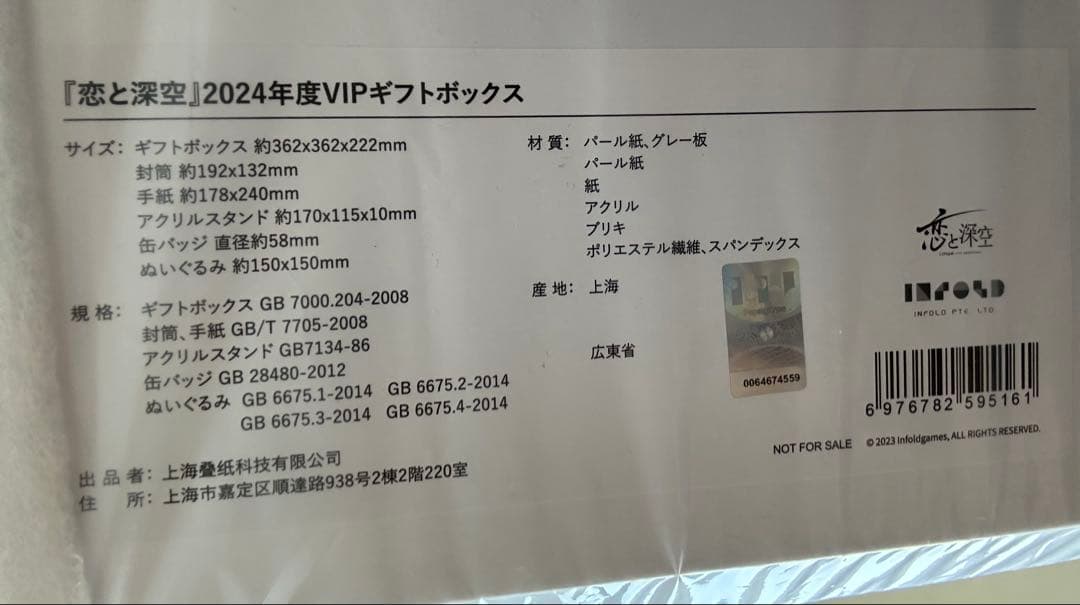 『恋と深空』2024年度VIPギフトボックス
サイズ： ギフトボックス 約362x362x222mm
封筒 約192x132mm
手紙 約178x240mm
アクリルスタンド 約170x115x10mm
缶バッジ 直径約58mm
ぬいぐるみ 約150x150mm
規格： ギフトボックス GB 7000.204-2008
封筒、手紙 GB/T 7705-2008
アクリルスタンド GB7134-86
缶バッジ GB 28480-2012
ぬいぐるみ GB 6675.1-2014 GB 6675.2-2014
GB 6675.3-2014 GB 6675.4-2014
出品者： 上海叠纸科技有限公司
住所： 上海市嘉定区順達路938号2棟2階220室
材質： パール紙、グレー板
パール紙
紙
アクリル
ブリキ
ポリエステル繊維、スパンデックス
産地： 上海
広東省
0064674559
恋と深空
INFOLD
INFOLD PTE LTD
6 976782 595161
NOT FOR SALE
© 2023 Infoldgames, ALL RIGHTS RESERVED.